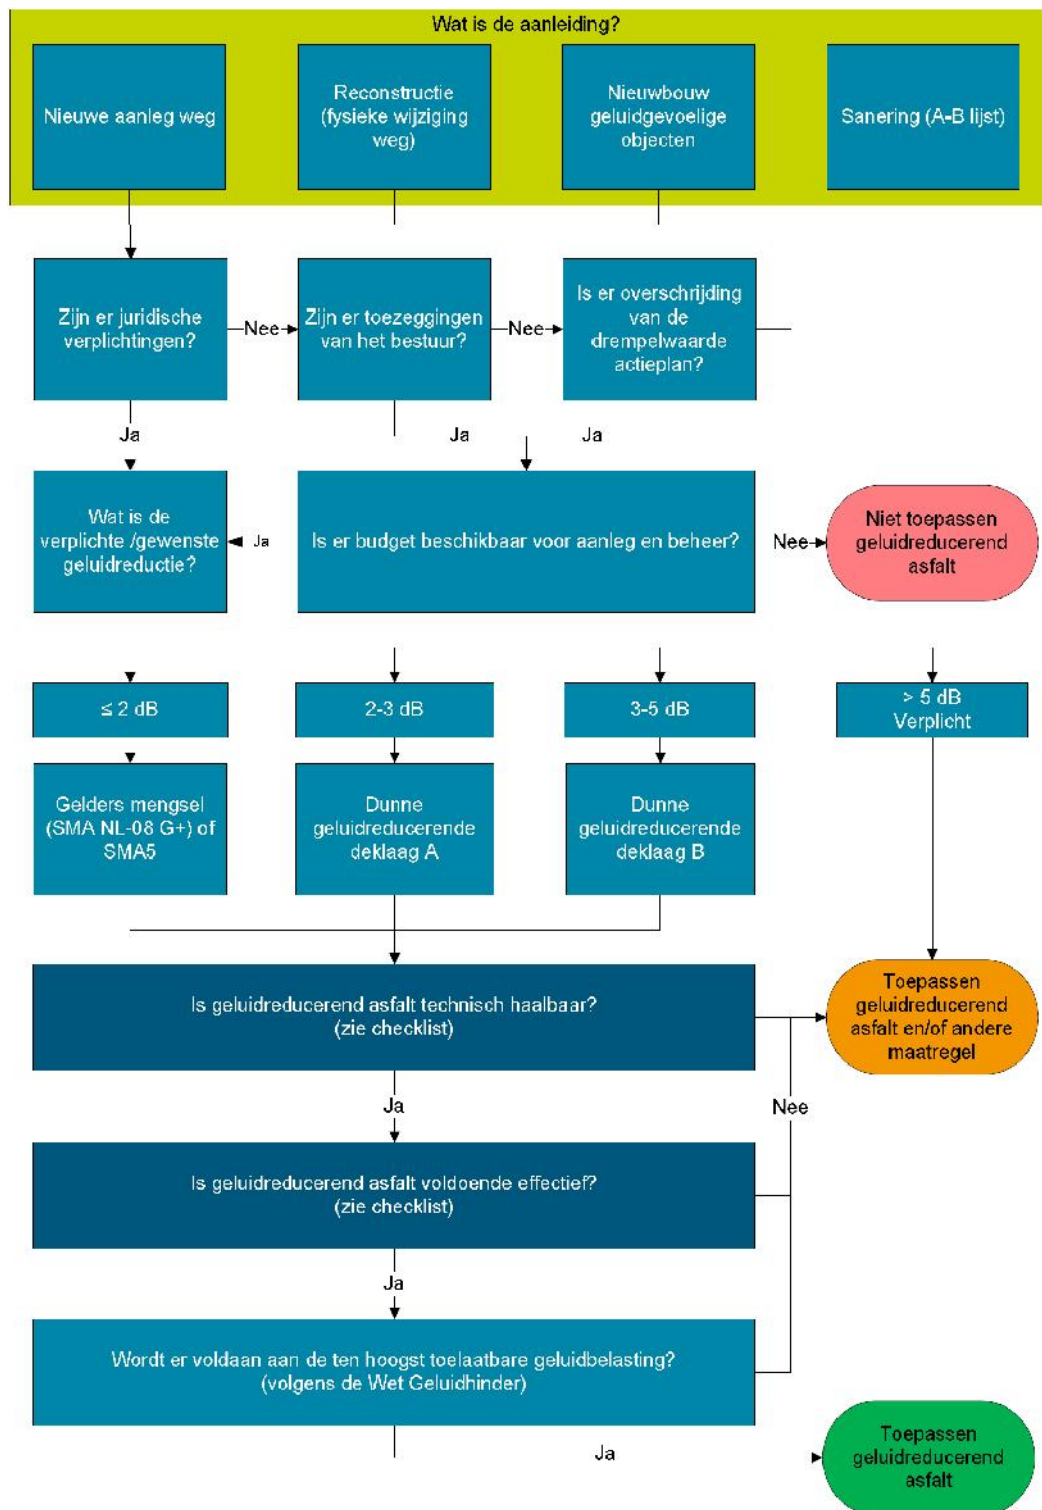 Wat is de aanleiding?
Nieuwe aanleg weg
Reconstructie
(fysieke wijziging
weg)
Nieuwbouw
geluidgevoelige
objecten
Sanering (A-B lijst)
Zijn er juridische
verplichtingen?
Nee
Zijn er toezeggingen
van het bestuur?
Nee
Is er overschrijding
van de
drempelwaarde
actieplan?
Ja
Ja
Ja
Wat is de
verplichte /gewenste
geluidreductie?
Ja
Is er budget beschikbaar voor aanleg en beheer?
Nee
Niet toepassen
geluidreducerend
asfalt
≤ 2 dB
2-3 dB
3-5 dB
> 5 dB
Verplicht
Gelders mengsel
(SMA NL-08 G+) of
SMA5
Dunne
geluidreducerende
deklaag A
Dunne
geluidreducerende
deklaag B
Is geluidreducerend asfalt technisch haalbaar?
(zie checklist)
Toepassen
geluidreducerend
asfalt en/of andere
maatregel
Ja
Nee
Is geluidreducerend asfalt voldoende effectief?
(zie checklist)
Ja
Wordt er voldaan aan de ten hoogst toelaatbare geluidbelasting?
(volgens de Wet Geluidhinder)
Ja
Toepassen
geluidreducerend
asfalt